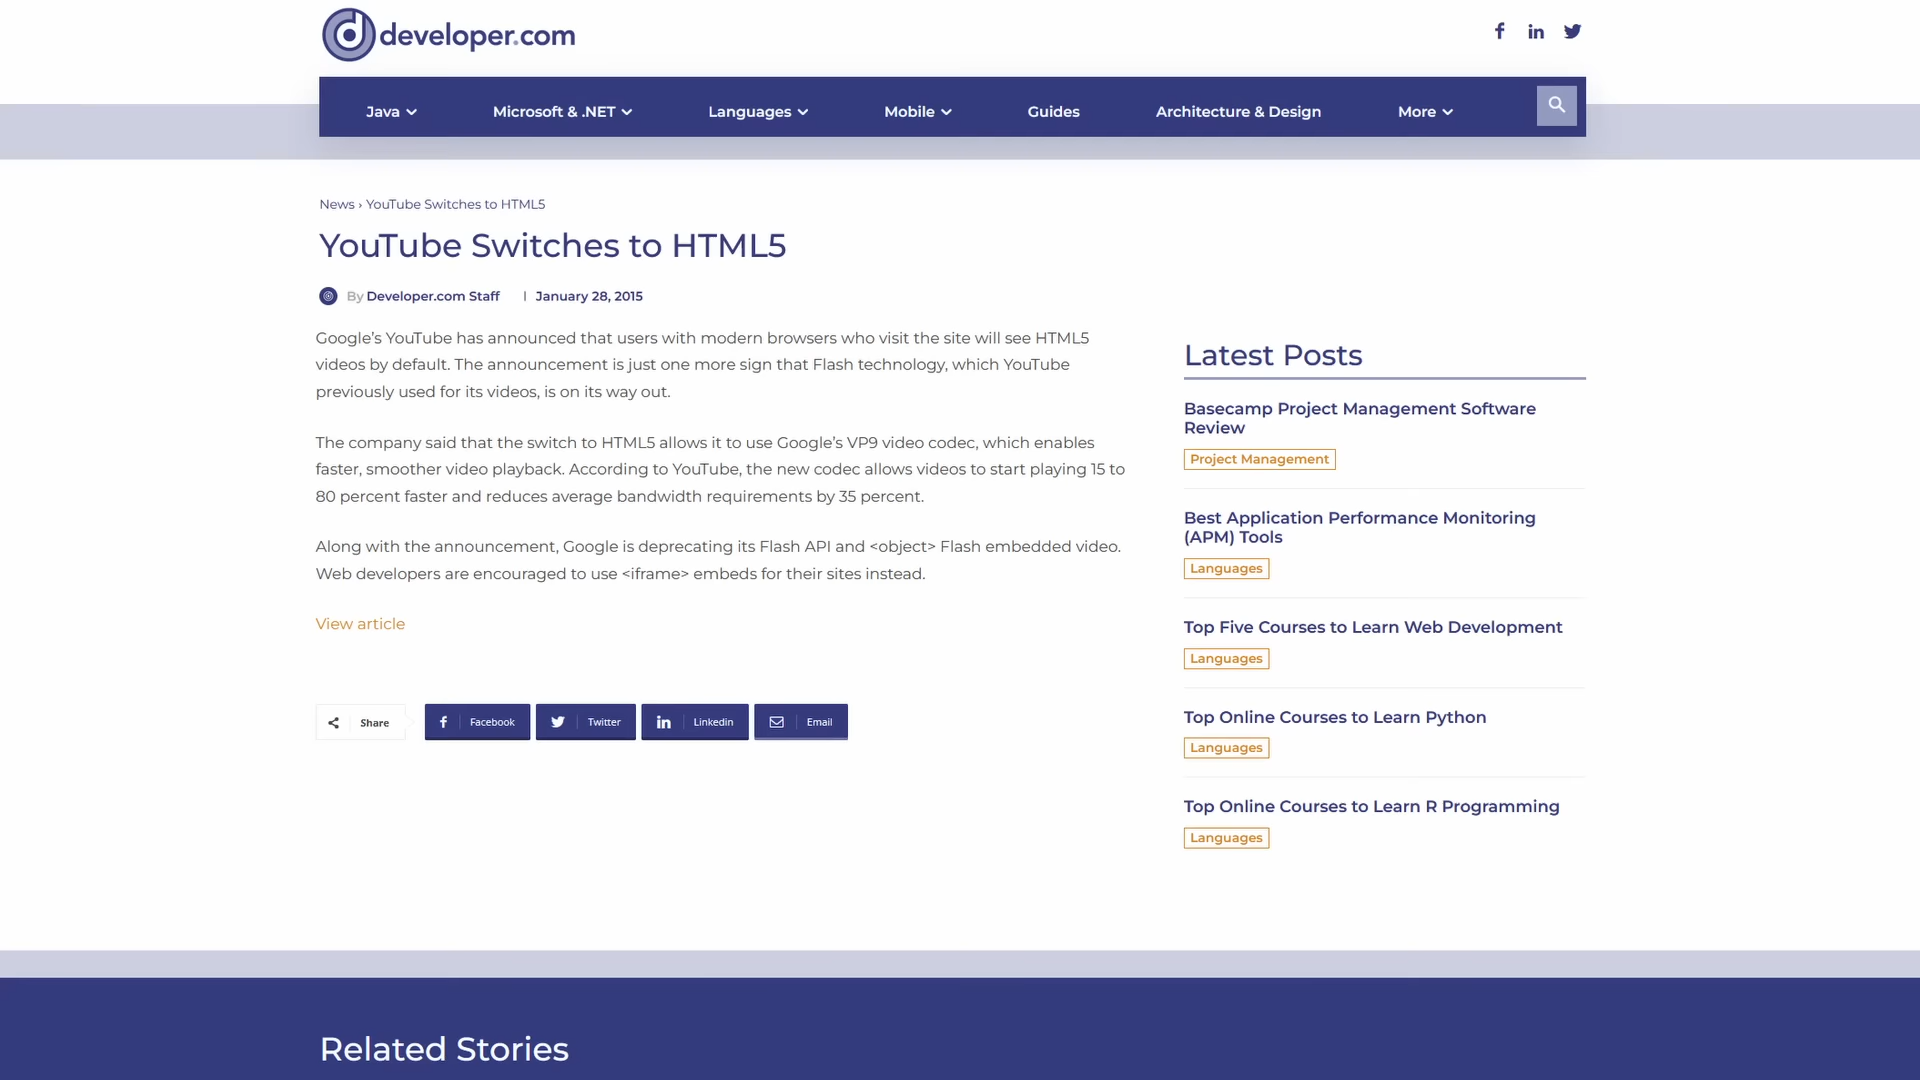 developer.com
Java
Microsoft & .NET
Languages
Mobile
Guides
Architecture & Design
More
News › YouTube Switches to HTML5
YouTube Switches to HTML5
By Developer.com Staff | January 28, 2015
Google’s YouTube has announced that users with modern browsers who visit the site will see HTML5
videos by default. The announcement is just one more sign that Flash technology, which YouTube
previously used for its videos, is on its way out.
The company said that the switch to HTML5 allows it to use Google’s VP9 video codec, which enables
faster, smoother video playback. According to YouTube, the new codec allows videos to start playing 15 to
80 percent faster and reduces average bandwidth requirements by 35 percent.
Along with the announcement, Google is deprecating its Flash API and <object> Flash embedded video.
Web developers are encouraged to use <iframe> embeds for their sites instead.
View article
Share
Facebook
Twitter
Linkedin
Email
Latest Posts
Basecamp Project Management Software
Review
Project Management
Best Application Performance Monitoring
(APM) Tools
Languages
Top Five Courses to Learn Web Development
Languages
Top Online Courses to Learn Python
Languages
Top Online Courses to Learn R Programming
Languages
Related Stories